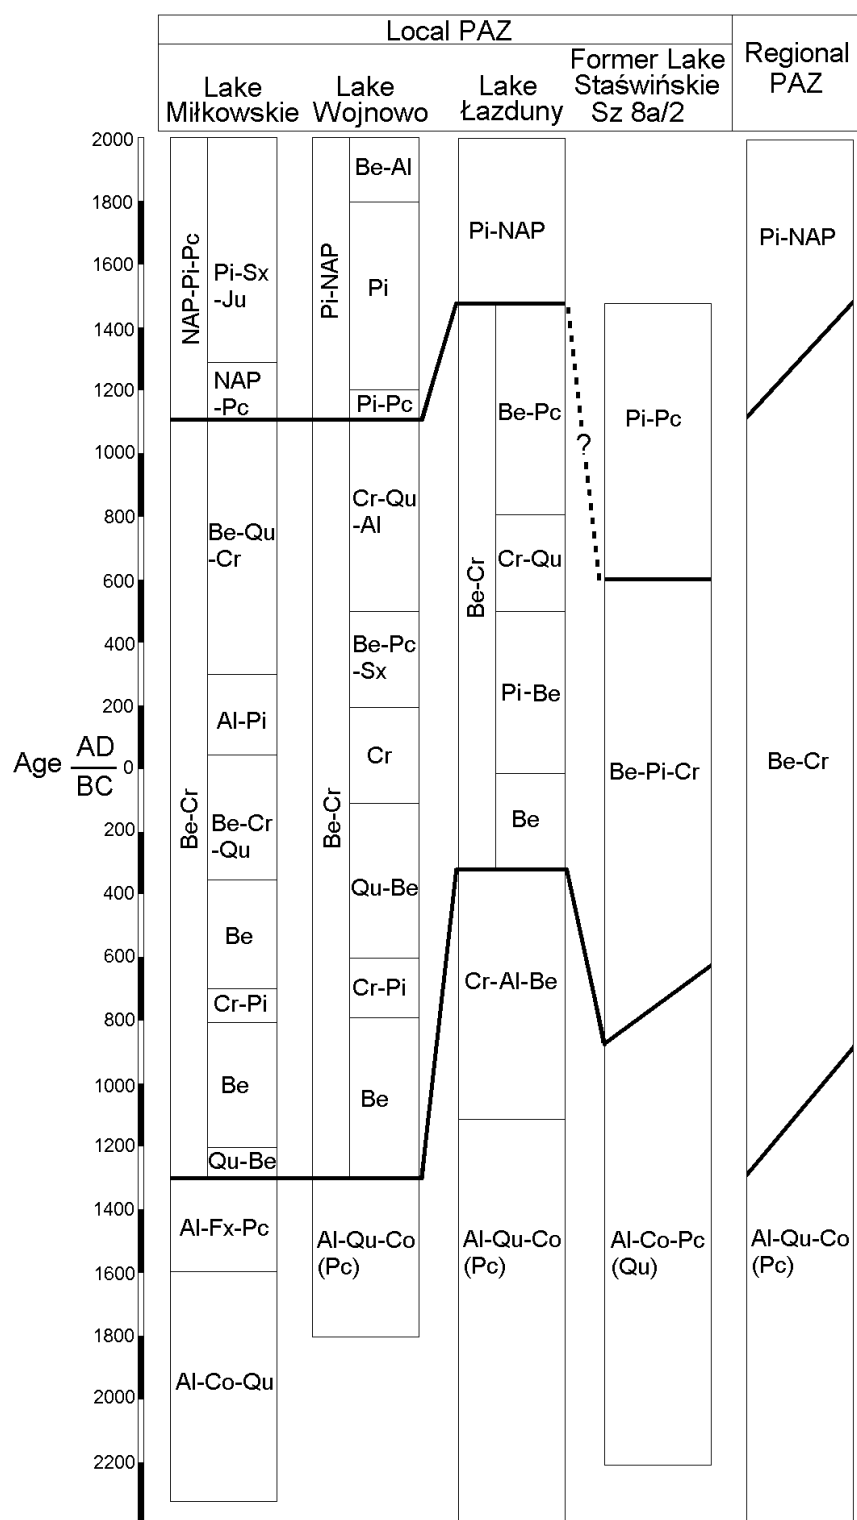 Local PAZ
Regional
PAZ
Lake
Miłkowskie
Lake
Wojnowo
Lake
Łazduny
Former Lake
Staświńskie
Sz 8a/2
Age AD
BC
2000
1800
1600
1400
1200
1000
800
600
400
200
0
200
400
600
800
1000
1200
1400
1600
1800
2000
2200
NAP-Pi-Pc
Pi-Sx
-Ju
NAP
-Pc
Be-Cr
Be-Qu
-Cr
Al-Pi
Be-Cr
-Qu
Be
Cr-Pi
Be
Qu-Be
Al-Fx-Pc
Al-Co-Qu
Pi-NAP
Be-Al
Pi
Pi-Pc
Be-Cr
Cr-Qu
-Al
Be-Pc
-Sx
Cr
Qu-Be
Cr-Pi
Be
Al-Qu-Co
(Pc)
Pi-NAP
Be-Cr
Be-Pc
Cr-Qu
Pi-Be
Be
Cr-Al-Be
Al-Qu-Co
(Pc)
?
Pi-Pc
Be-Pi-Cr
Al-Co-Pc
(Qu)
Pi-NAP
Be-Cr
Al-Qu-Co
(Pc)